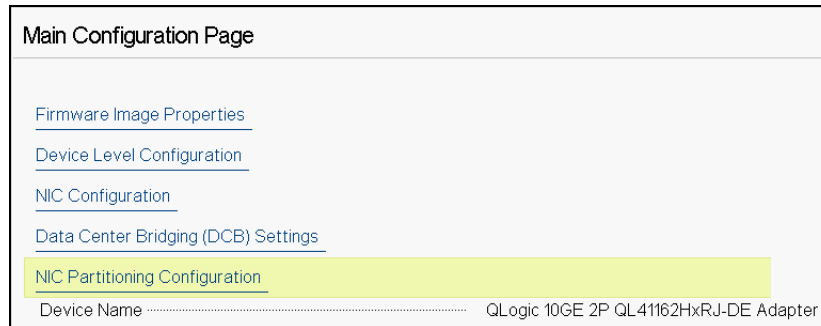 Main Configuration Page
Firmware Image Properties
Device Level Configuration
NIC Configuration
Data Center Bridging (DCB) Settings
NIC Partitioning Configuration
Device Name QLogic 10GE 2P QL41162HxRJ-DE Adapter